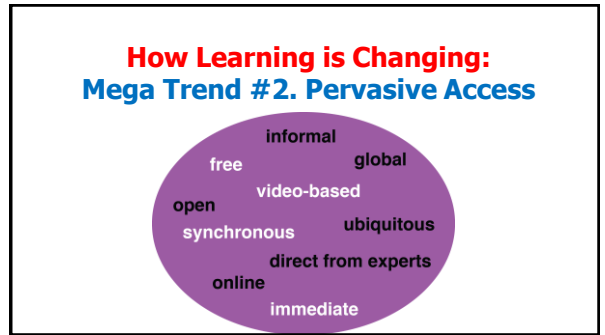 How Learning is Changing:
Mega Trend #2. Pervasive Access
informal
global
free
video-based
open
ubiquitous
synchronous
direct from experts
online
immediate